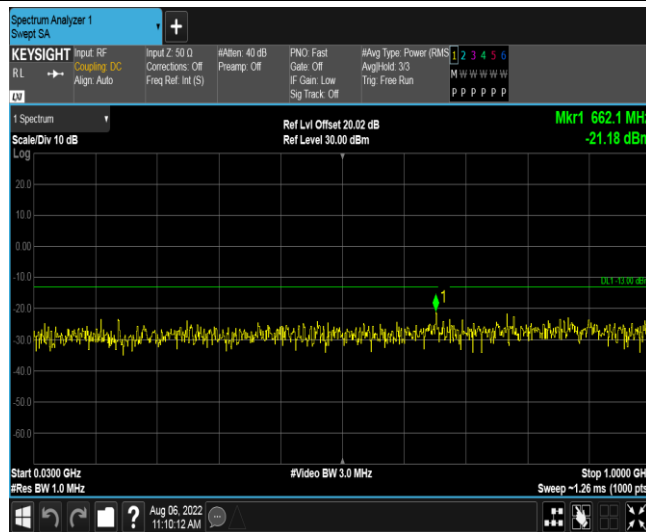 Spectrum Analyzer 1
Swept SA
+
KEYSIGHT
RL
LXI
Input: RF
Coupling: DC
Align: Auto
Input Z: 50 Ω
Corrections: Off
Freq Ref: Int (S)
#Atten: 40 dB
Preamp: Off
PNO: Fast
Gate: Off
IF Gain: Low
Sig Track: Off
#Avg Type: Power (RMS
Avg|Hold: 3/3
Trig: Free Run
1 2 3 4 5 6
M W W W W W
P P P P P P
1 Spectrum
Scale/Div 10 dB
Ref Lvl Offset 20.02 dB
Ref Level 30.00 dBm
Mkr1 662.1 MHz
-21.18 dBm
Log
20.0
10.0
0.00
-10.0
DL1 -13.00 dBm
1
-20.0
-30.0
-40.0
-50.0
-60.0
Start 0.0300 GHz
#Video BW 3.0 MHz
Stop 1.0000 GHz
#Res BW 1.0 MHz
Sweep ~1.26 ms (1000 pts)
?
Aug 06, 2022
11:10:12 AM